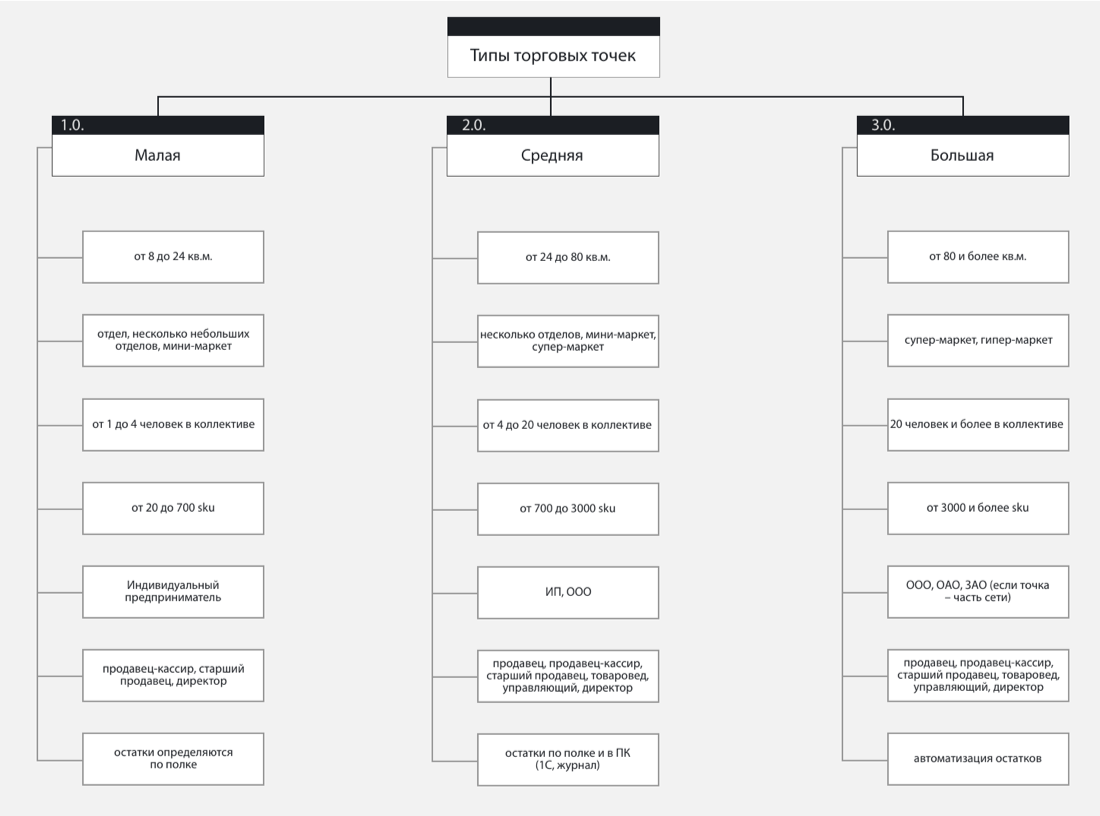 Типы торговых точек
1.0.
Малая
от 8 до 24 кв.м.
отдел, несколько небольших
отделов, мини-маркет
от 1 до 4 человек в коллективе
от 20 до 700 sku
Индивидуальный
предприниматель
продавец-кассир, старший
продавец, директор
остатки определяются
по полке
2.0.
Средняя
от 24 до 80 кв.м.
несколько отделов, мини-маркет,
супер-маркет
от 4 до 20 человек в коллективе
от 700 до 3000 sku
ИП, ООО
продавец, продавец-кассир,
старший продавец, товаровед,
управляющий, директор
остатки по полке и в ПК
(1С, журнал)
3.0.
Большая
от 80 и более кв.м.
супер-маркет, гипер-маркет
20 человек и более в коллективе
от 3000 и более sku
ООО, ОАО, ЗАО (если точка
– часть сети)
продавец, продавец-кассир,
старший продавец, товаровед,
управляющий, директор
автоматизация остатков